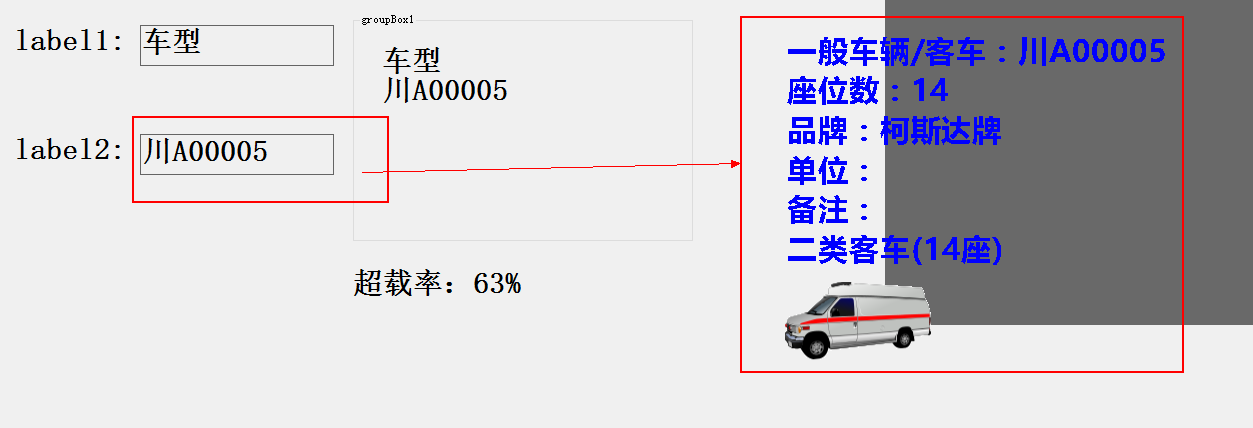 label1: 车型
label2: 川A00005
groupBox1
车型
川A00005
超载率：63%
一般车辆/客车：川A00005
座位数：14
品牌：柯斯达牌
单位：
备注：
二类客车(14座)